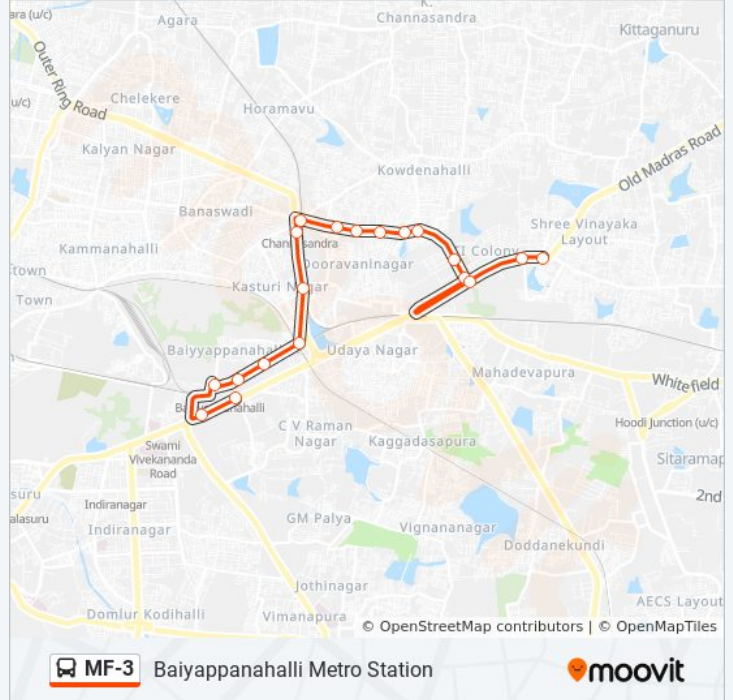 K.
ara (u/c)
Agara
Channasandra
Kittaganuru
Outer Ring Road
u/c)
Chelekere
Horamavu
Old Madras Road
Kalyan Nagar
Kowdenahalli
Banaswadi
Shree Vinayaka
Layout
Kammanahalli
Colony
Dooravaninagar
town
Town
Kasturi Nagar
Baiyyappanaha
Udaya Nagar
Mahadevapura
Whitefield
Hoodi Junction (u/c)
C V Raman
Nagar
Kaggadasapura
Swami
Vivekananda
Road
Sitaramap
suru
2nd
alasuru
Indiranagar
Indiranagar
GM Palya
Vignananagar
Doddanekundi
Jothinagar
AECS Layout
Domlur Kodihalli
Vimanapura
© OpenStreetMap contributors | © OpenMapTiles
MF-3 Baiyappanahalli Metro Station
moovit